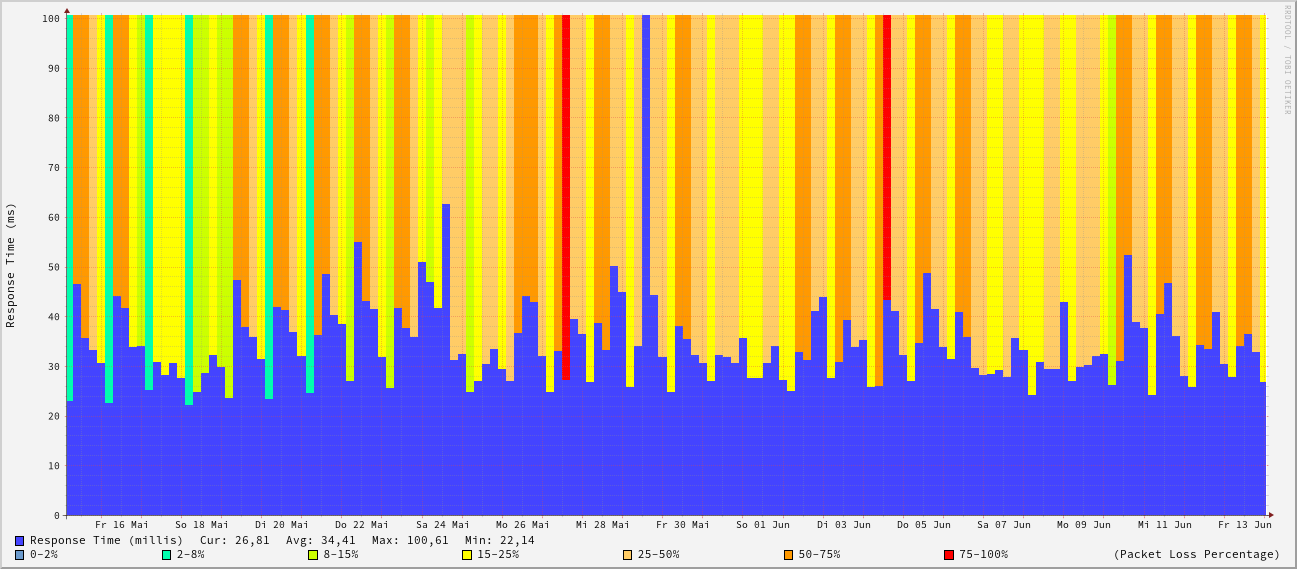 RRDTOOL / TOBI OETIKER
Response Time (ms)
100
90
80
70
60
50
40
30
20
10
0
Fr 16 Mai So 18 Mai Di 20 Mai Do 22 Mai Sa 24 Mai Mo 26 Mai Mi 28 Mai Fr 30 Mai So 01 Jun Di 03 Jun Do 05 Jun Sa 07 Jun Mo 09 Jun Mi 11 Jun Fr 13 Jun
Response Time (millis) Cur: 26,81 Avg: 34,41 Max: 100,61 Min: 22,14
0-2% 2-8% 8-15% 15-25% 25-50% 50-75% 75-100% (Packet Loss Percentage)